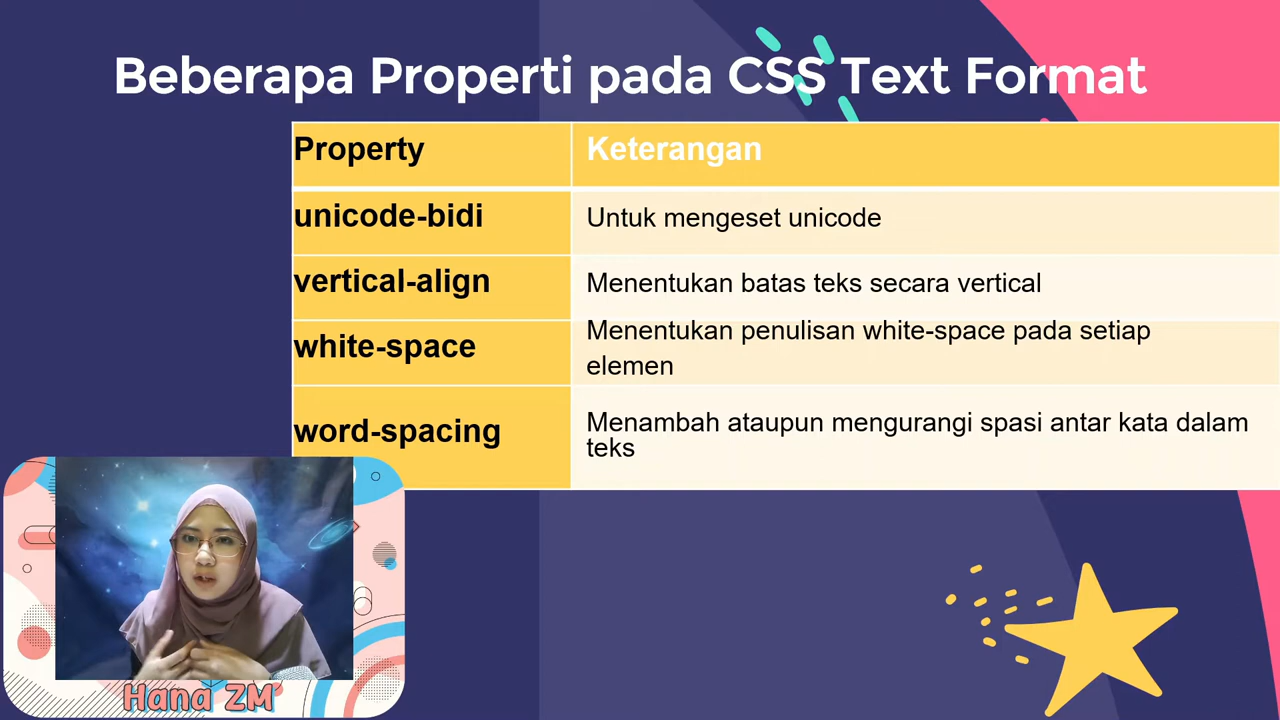 Beberapa Properti pada CSS Text Format
Property
Keterangan
unicode-bidi
Untuk mengeset unicode
vertical-align
Menentukan batas teks secara vertical
white-space
Menentukan penulisan white-space pada setiap
elemen
word-spacing
Menambah ataupun mengurangi spasi antar kata dalam
teks
Hana ZM